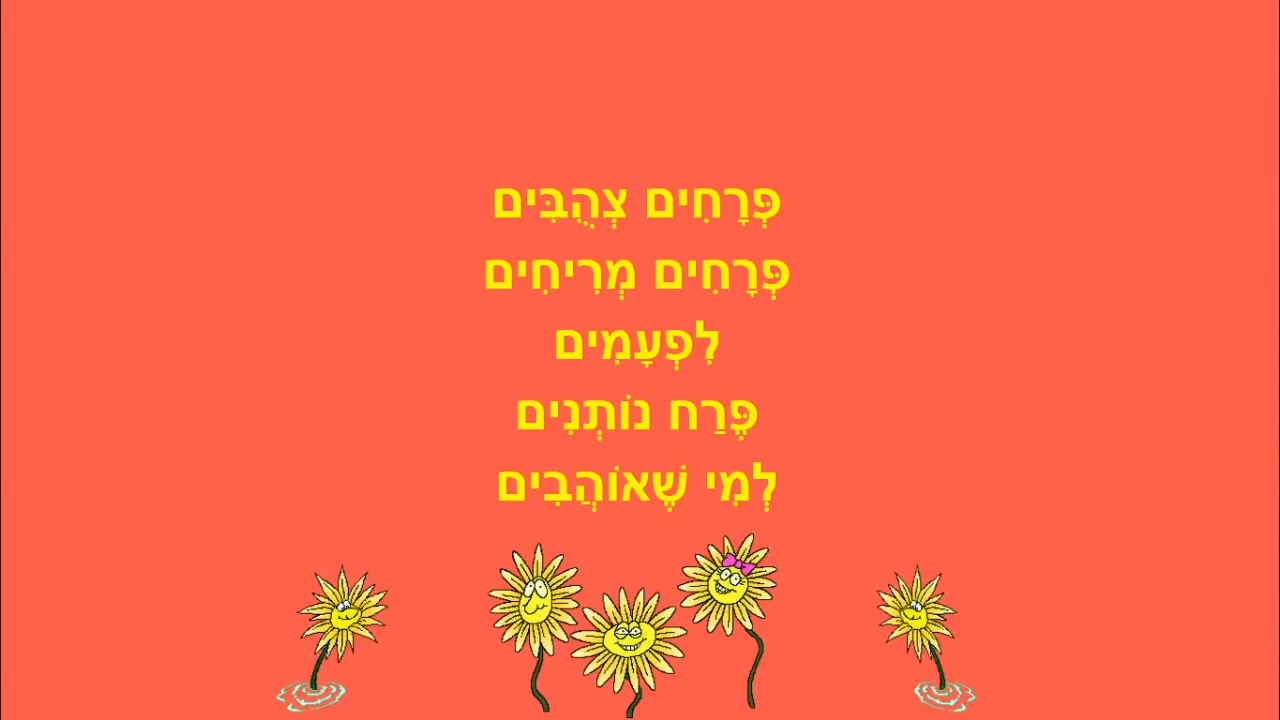 פְּרָחִים צְהֻבִּים
פְּרָחִים מְרִיחִים
לִפְעָמִים
פֶּרַח נוֹתְנִים
לְמִי שֶׁאוֹהֲבִים